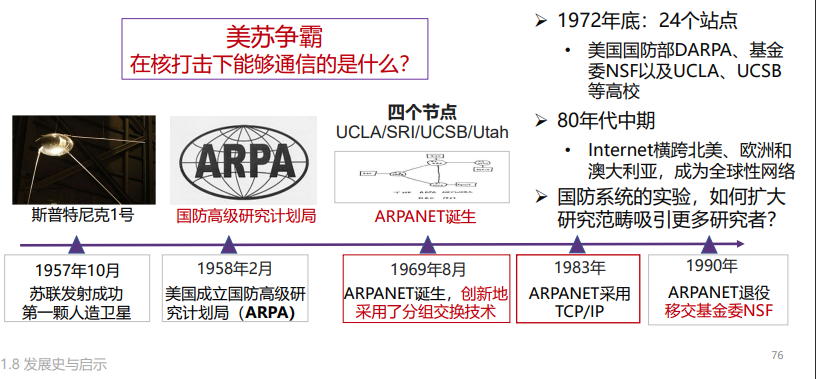 美苏争霸
在核打击下能够通信的是什么？
➢ 1972年底：24个站点
• 美国国防部DARPA、基金
委NSF以及UCLA、UCSB
等高校
➢ 80年代中期
• Internet横跨北美、欧洲和
澳大利亚，成为全球性网络
➢ 国防系统的实验，如何扩大
研究范畴吸引更多研究者？
四个节点
UCLA/SRI/UCSB/Utah
ARPA
斯普特尼克1号
国防高级研究计划局
ARPANET诞生
1957年10月
苏联发射成功
第一颗人造卫星
1958年2月
美国成立国防高级研
究计划局（ARPA）
1969年8月
ARPANET诞生，创新地
采用了分组交换技术
1983年
ARPANET采用
TCP/IP
1990年
ARPANET退役
移交基金委NSF
1.8 发展史与启示
76